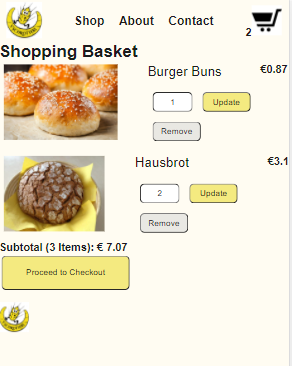 Shop About Contact
2
Shopping Basket
Burger Buns €0.87
1 Update
Remove
Hausbrot €3.1
2 Update
Remove
Subtotal (3 Items): € 7.07
Proceed to Checkout